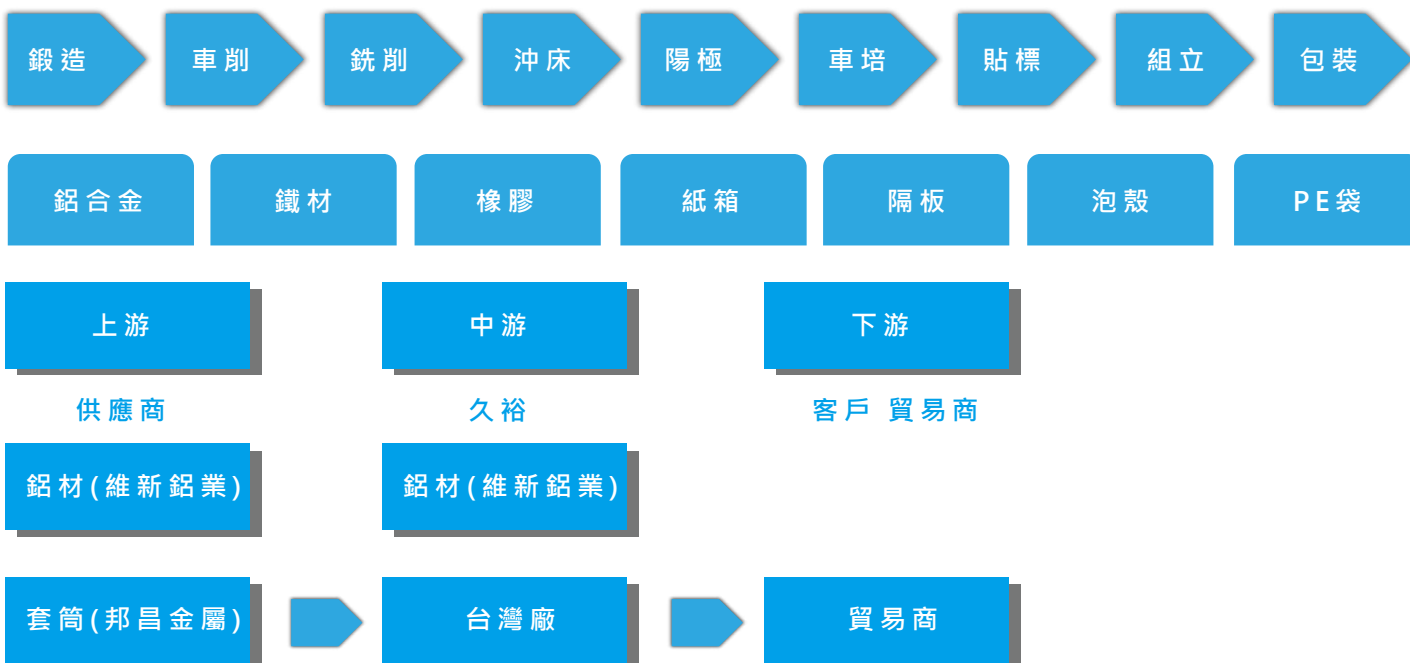 鍛造 車削 銑削 沖床 陽極 車培 貼標 組立 包裝
鋁合金 鐵材 橡膠 紙箱 隔板 泡殼 PE袋
上游 中游 下游
供應商 久裕 客戶 貿易商
鋁材(維新鋁業) 鋁材(維新鋁業)
套筒(邦昌金屬) 台灣廠 貿易商